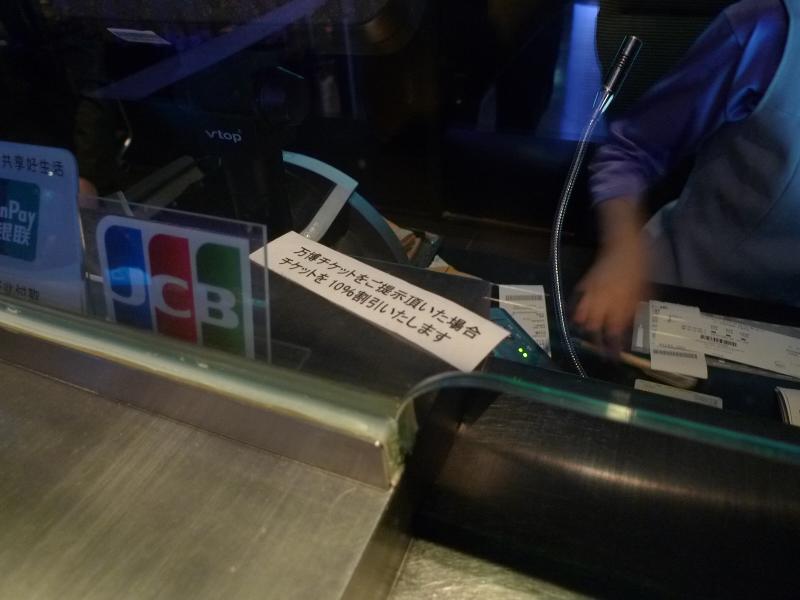 vtop
共享好生活
nPay
银联
JCB
万博チケットをご提示頂いた場合
チケットを10%割引いたします